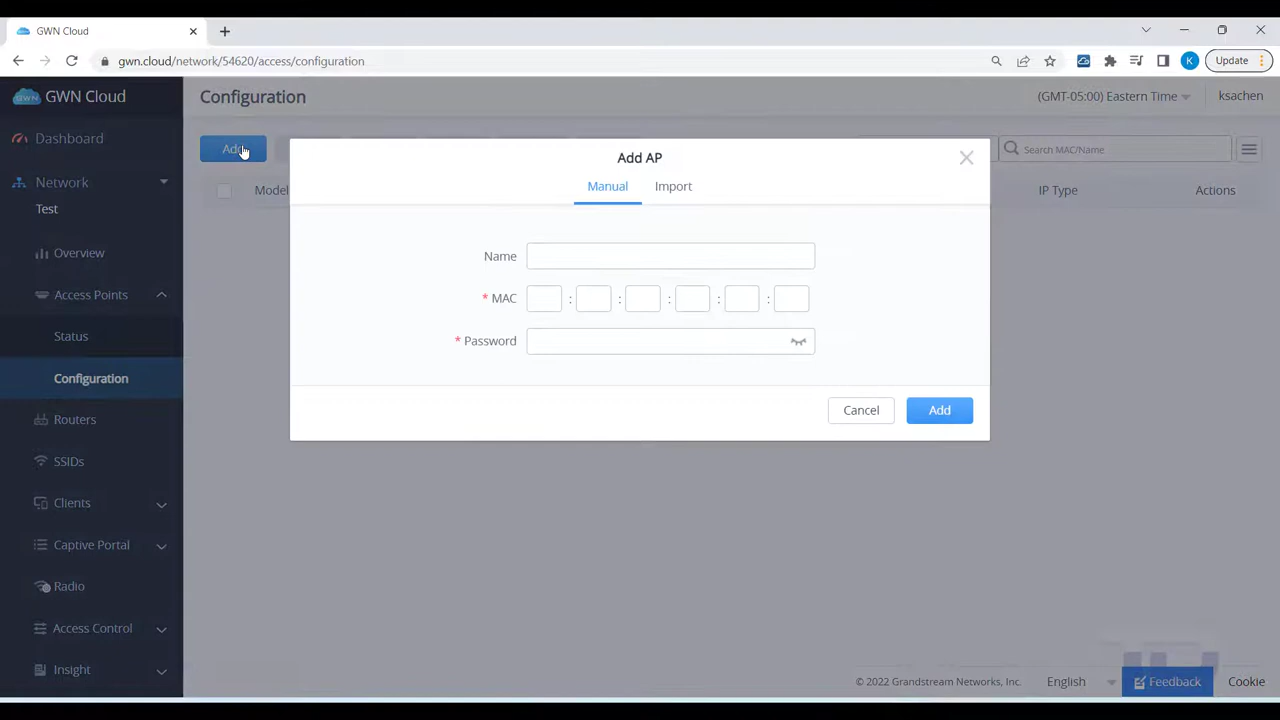 GWN Cloud
gwn.cloud/network/54620/access/configuration
K
Update
GWN
GWN Cloud
Configuration
(GMT-05:00) Eastern Time
ksachen
Dashboard
Network
Test
Overview
Access Points
Status
Configuration
Routers
SSIDs
Clients
Captive Portal
Radio
Access Control
Insight
Add
Search MAC/Name
Model
IP Type
Actions
Add AP
Manual
Import
Name
* MAC : : : : :
* Password
Cancel
Add
© 2022 Grandstream Networks, Inc.
English
Feedback
Cookie